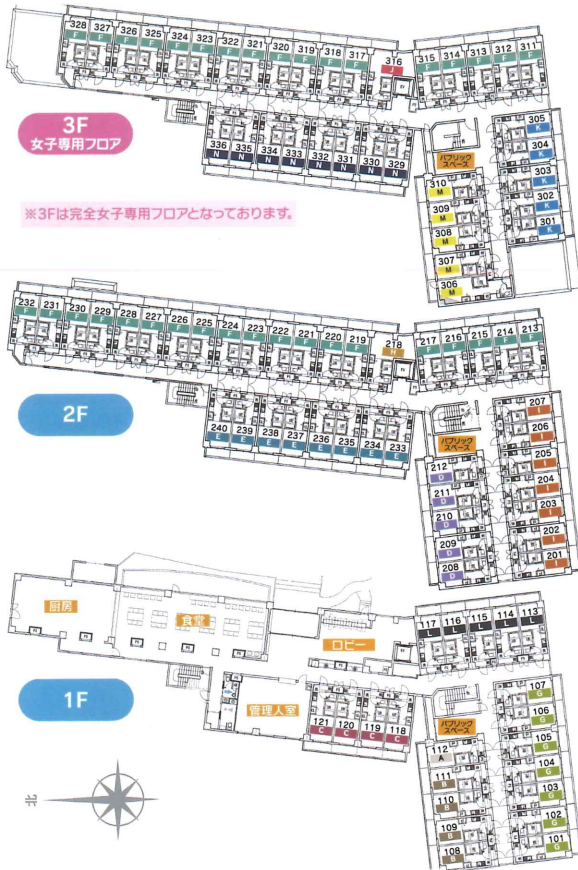 328 327 326 325 324 323 322 321 320 319 318 317 316 315 314 313 312 311
F F F F F F F F F F F F J F F F F F
3F
女子専用フロア
336 335 334 333 332 331 330 329
N N N N N N N N
※3Fは完全女子専用フロアとなっております。
パブリック
スペース
305
K
304
K
303
K
302
K
301
K
310
M
309
M
308
M
307
M
306
M
232 231 230 229 228 227 226 225 224 223 222 221 220 219 218 217 216 215 214 213
F F F F F F F F F F F F F F H F F F F F
2F
240 239 238 237 236 235 234 233
E E E E E E E E
パブリック
スペース
207
I
206
I
205
I
204
I
203
I
202
I
201
I
212
D
211
D
210
D
209
D
208
D
厨房
食堂
ロビー
117 116 115 114 113
L L L L L
1F
管理人室
121 120 119 118
C C C C
パブリック
スペース
107
G
106
G
105
G
104
G
103
G
102
G
101
G
112
A
111
B
110
B
109
B
108
B
北